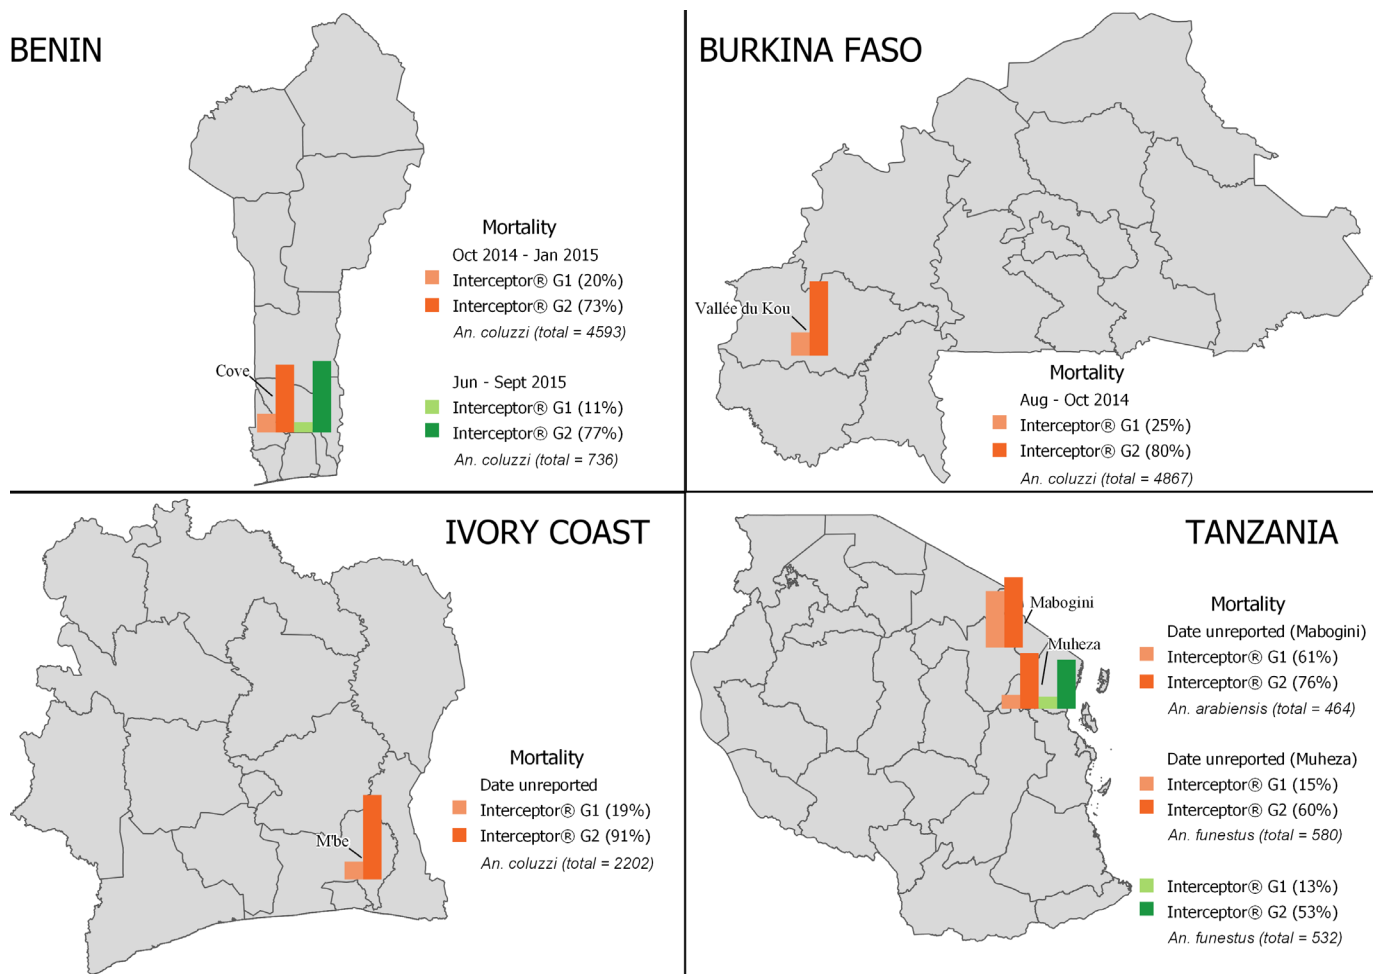 BENIN
Mortality
Oct 2014 - Jan 2015
Interceptor® G1 (20%)
Interceptor® G2 (73%)
An. coluzzi (total = 4593)
Cove
Jun - Sept 2015
Interceptor® G1 (11%)
Interceptor® G2 (77%)
An. coluzzi (total = 736)
BURKINA FASO
Vallée du Kou
Mortality
Aug - Oct 2014
Interceptor® G1 (25%)
Interceptor® G2 (80%)
An. coluzzi (total = 4867)
IVORY COAST
Mortality
Date unreported
Interceptor® G1 (19%)
Interceptor® G2 (91%)
An. coluzzi (total = 2202)
M'be
TANZANIA
Mabogini
Muheza
Mortality
Date unreported (Mabogini)
Interceptor® G1 (61%)
Interceptor® G2 (76%)
An. arabiensis (total = 464)
Date unreported (Muheza)
Interceptor® G1 (15%)
Interceptor® G2 (60%)
An. funestus (total = 580)
Interceptor® G1 (13%)
Interceptor® G2 (53%)
An. funestus (total = 532)